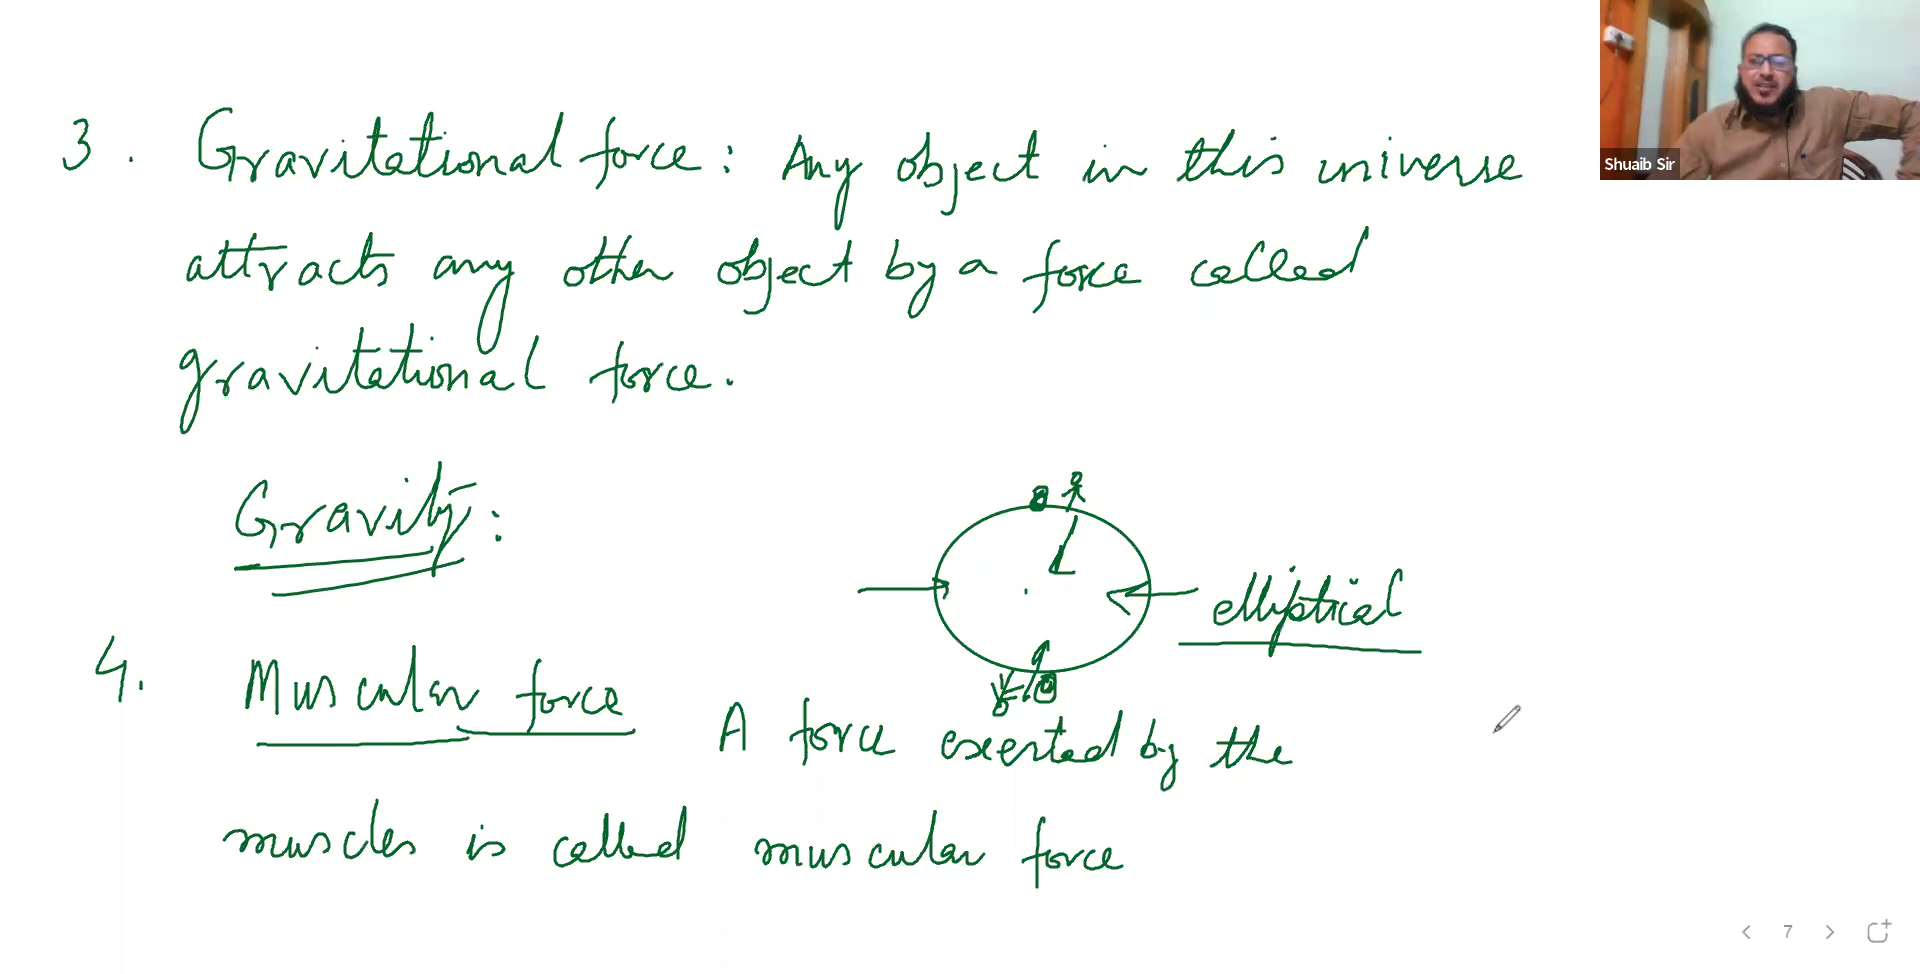 Shuaib Sir
3. Gravitational force: Any object in this universe
attracts any other object by a force called
gravitational force.
Gravity:
elliptical
4. Muscular force A force exerted by the
muscles is called muscular force
7